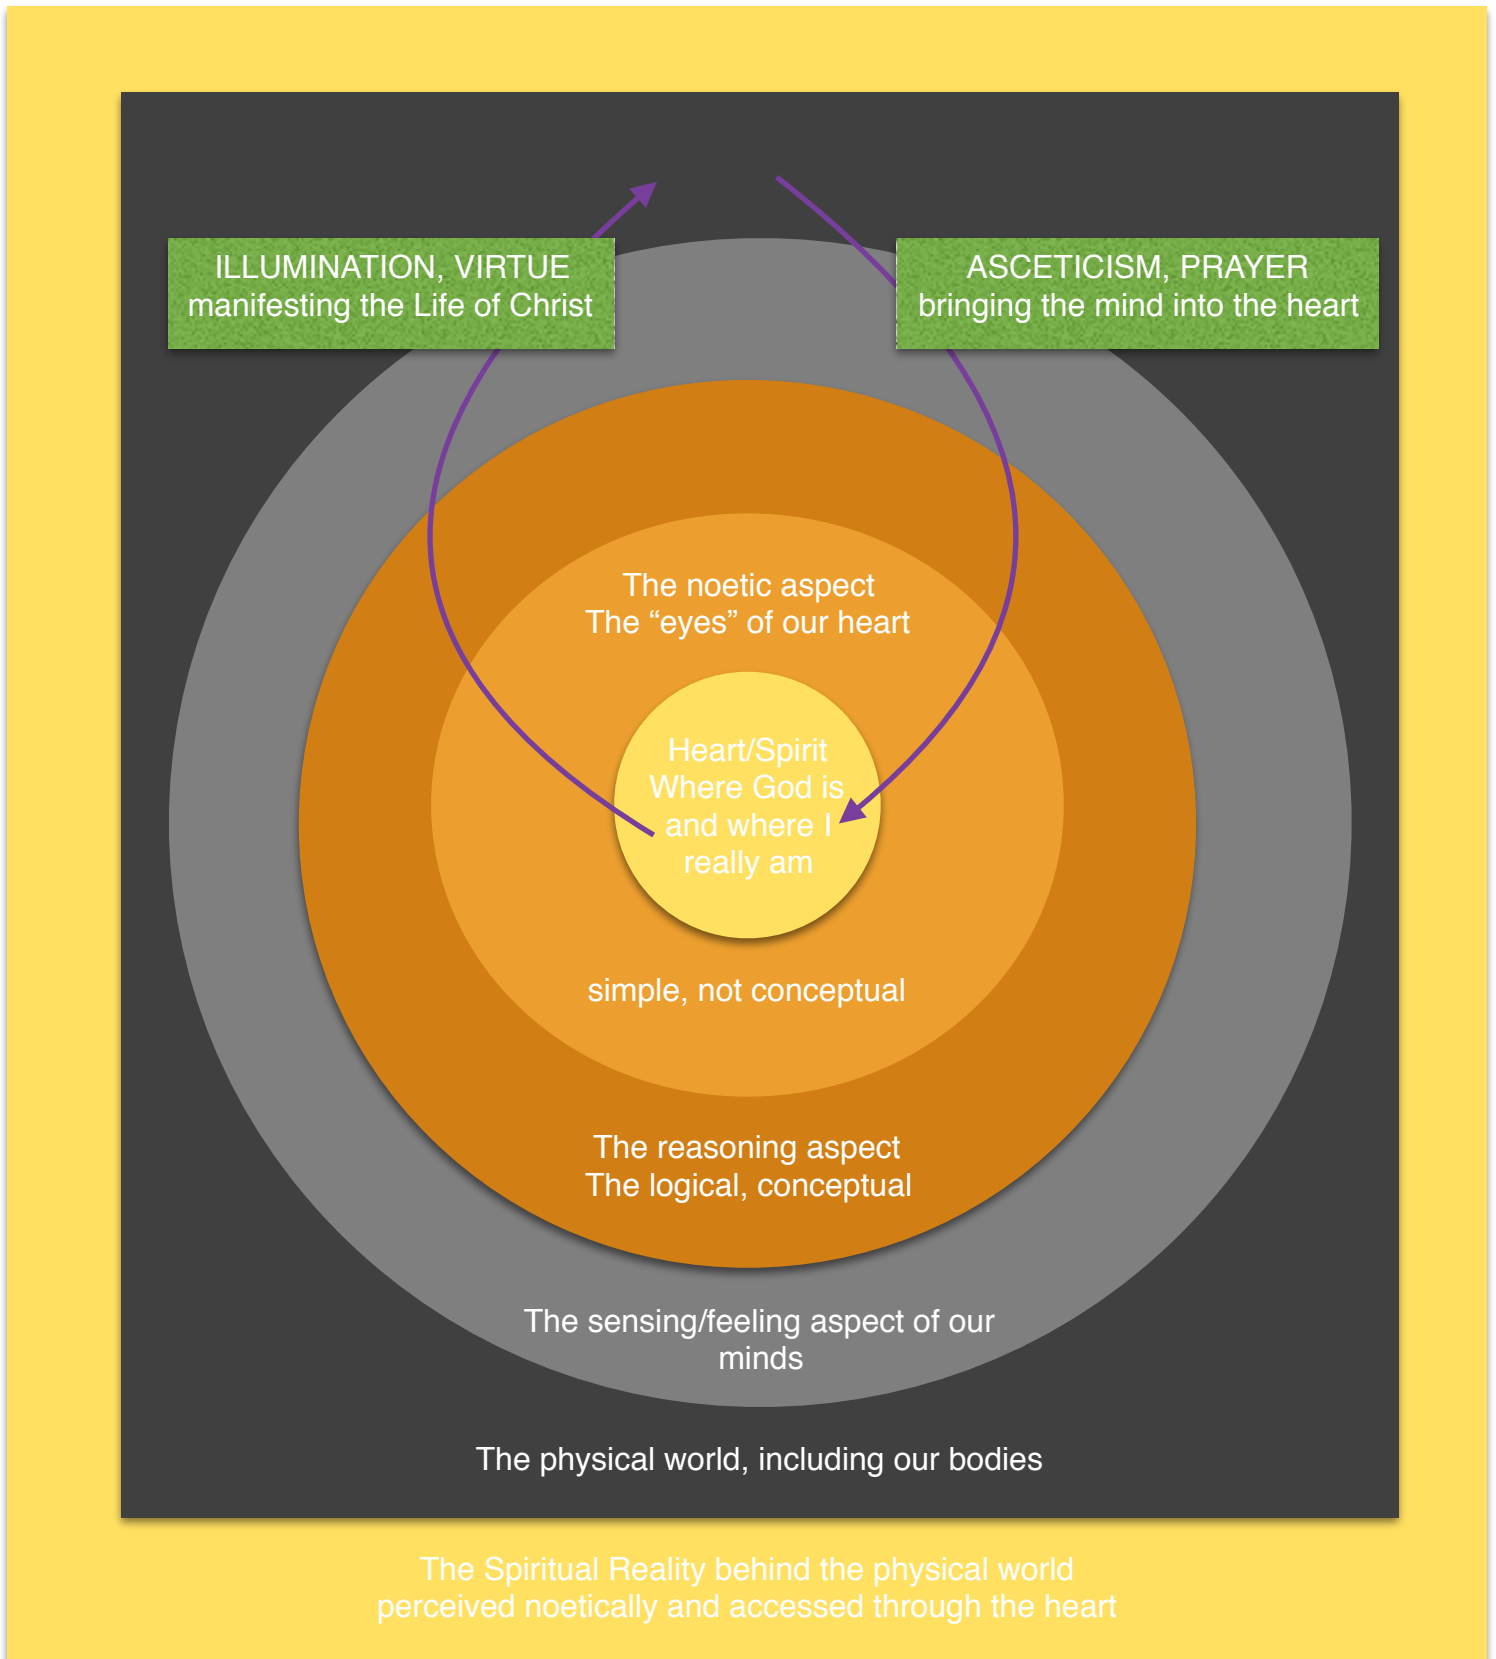 ILLUMINATION, VIRTUE
manifesting the Life of Christ
ASCETICISM, PRAYER
bringing the mind into the heart
The noetic aspect
The “eyes” of our heart
Heart/Spirit
Where God is
and where I
really am
simple, not conceptual
The reasoning aspect
The logical, conceptual
The sensing/feeling aspect of our
minds
The physical world, including our bodies
The Spiritual Reality behind the physical world
perceived noetically and accessed through the heart